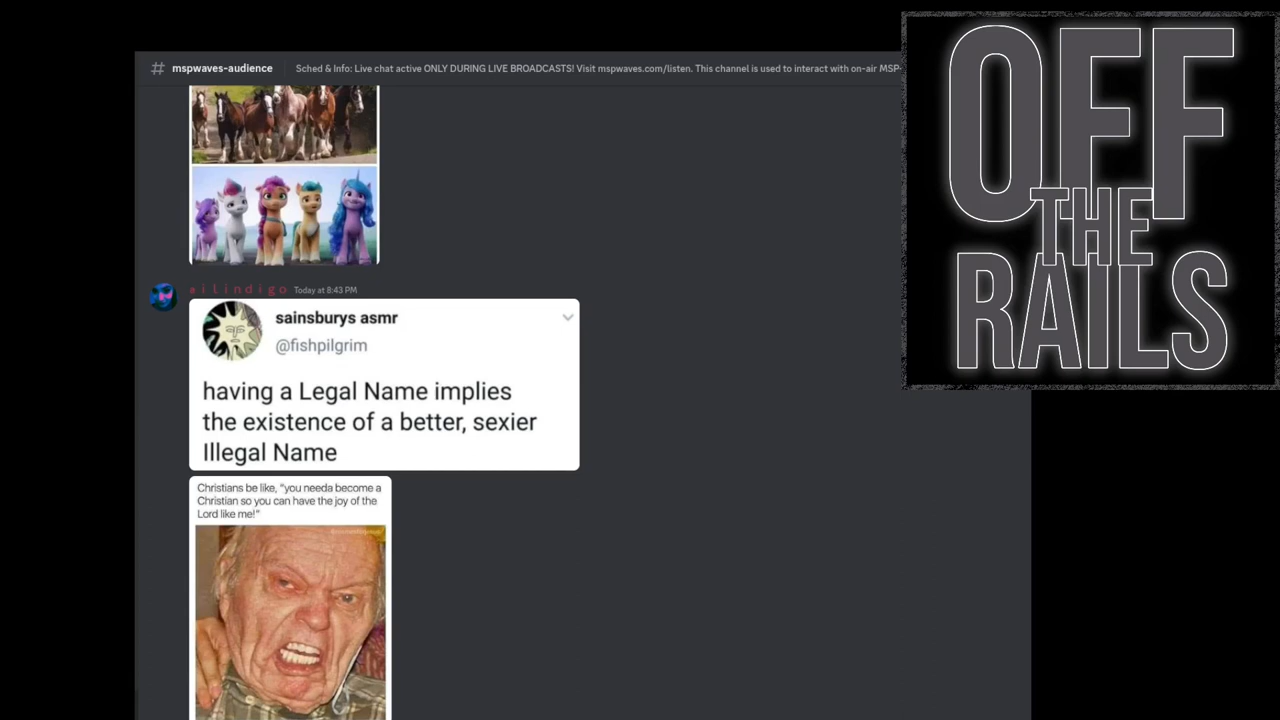 # mspwaves-audience
Sched & Info: Live chat active ONLY DURING LIVE BROADCASTS! Visit mspwaves.com/listen. This channel is used to interact with on-air MSP
OFF
THE
RAILS
ilindigo Today at 8:43 PM
sainsburys asmr
@fishpilgrim
having a Legal Name implies
the existence of a better, sexier
Illegal Name
Christians be like, "you needa become a
Christian so you can have the joy of the
Lord like me!"